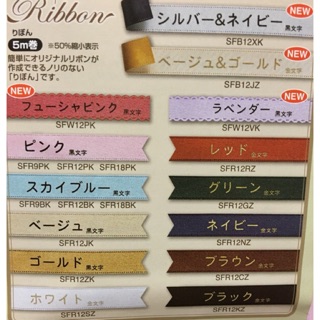 Ribbon
りぼん
5m巻 ※50%縮小表示
簡単にオリジナルリボンが
作成できるノリのない
「りぼん」です。
シルバー&ネイビー
SFB12XK
NEW
ベージュ&ゴールド 金文字
SFB12JZ
NEW
NEW
フューシャピンク 黒文字
SFW12PK
ピンク 黒文字
SFR9PK SFR12PK SFR18PK
スカイブルー 黒文字
SFR9BK SFR12BK SFR18BK
ベージュ 黒文字
SFR12JK
ゴールド 黒文字
SFR12ZK
ホワイト 金文字
SFR12SZ
NEW
ラベンダー 黒文字
SFW12VK
レッド 金文字
SFR12RZ
グリーン 金文字
SFR12GZ
ネイビー 金文字
SFR12NZ
ブラウン 金文字
SFR12CZ
ブラック 金文字
SFR12KZ